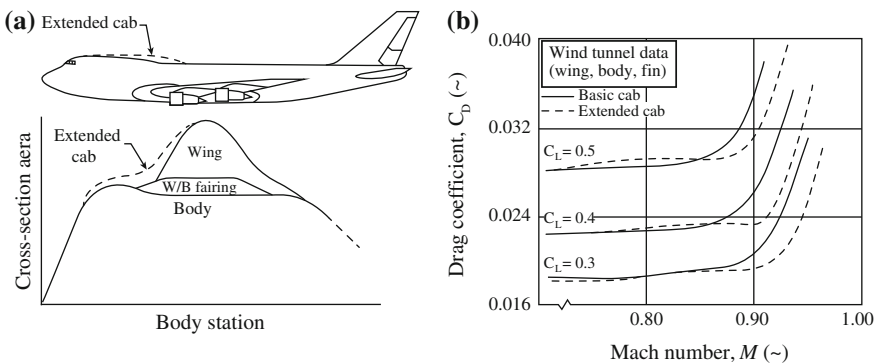 (a)
Extended cab
Extended
cab
Wing
W/B fairing
Body
Cross-section aera
Body station
(b)
0.040
0.032
0.024
0.016
Drag coefficient, C_D (~)
Wind tunnel data
(wing, body, fin)
Basic cab
Extended cab
C_L = 0.5
C_L = 0.4
C_L = 0.3
0.80
0.90
1.00
Mach number, M (~)